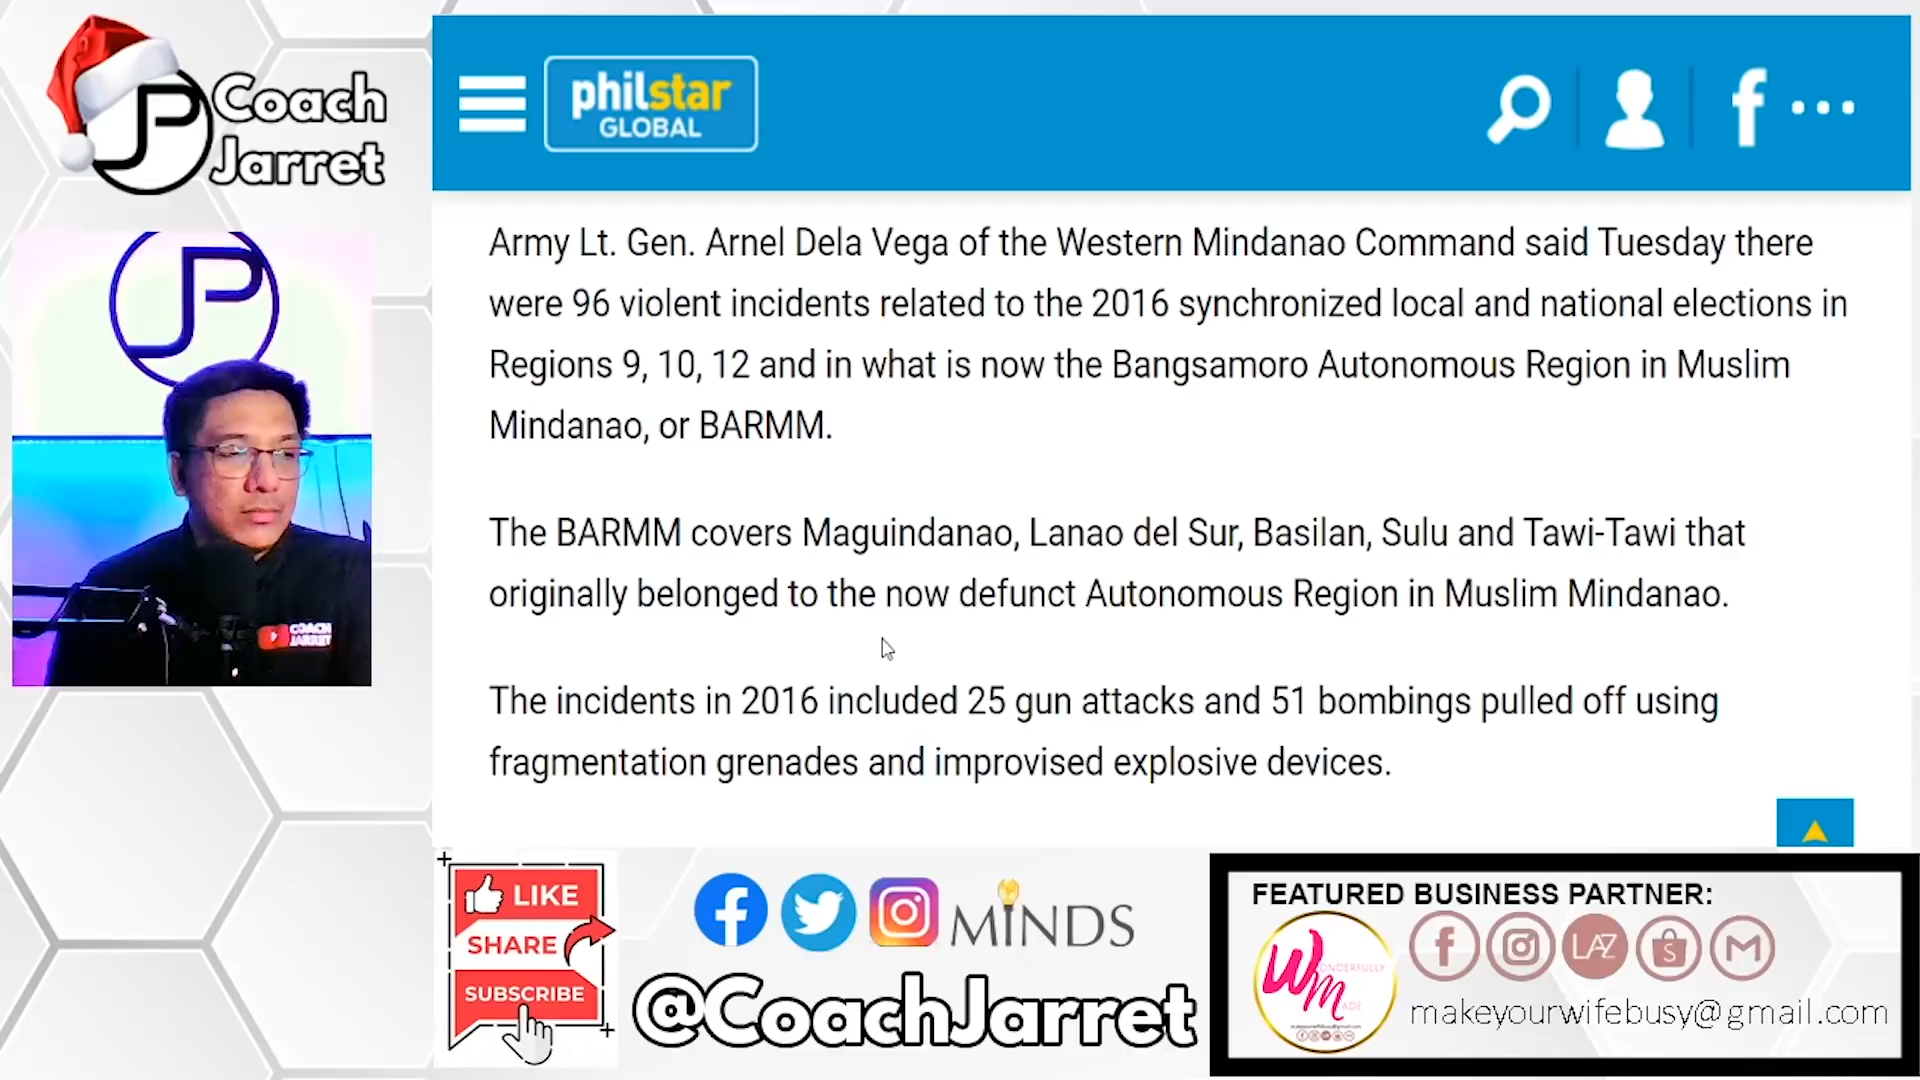 Coach
Jarret
philstar
GLOBAL
Army Lt. Gen. Arnel Dela Vega of the Western Mindanao Command said Tuesday there
were 96 violent incidents related to the 2016 synchronized local and national elections in
Regions 9, 10, 12 and in what is now the Bangsamoro Autonomous Region in Muslim
Mindanao, or BARMM.
The BARMM covers Maguindanao, Lanao del Sur, Basilan, Sulu and Tawi-Tawi that
originally belonged to the now defunct Autonomous Region in Muslim Mindanao.
The incidents in 2016 included 25 gun attacks and 51 bombings pulled off using
fragmentation grenades and improvised explosive devices.
COACH
JARRET
LIKE
SHARE
SUBSCRIBE
MINDS
@CoachJarret
FEATURED BUSINESS PARTNER:
WONDERFULLY
MADE
LAZ
makeyourwifebusy@gmail.com